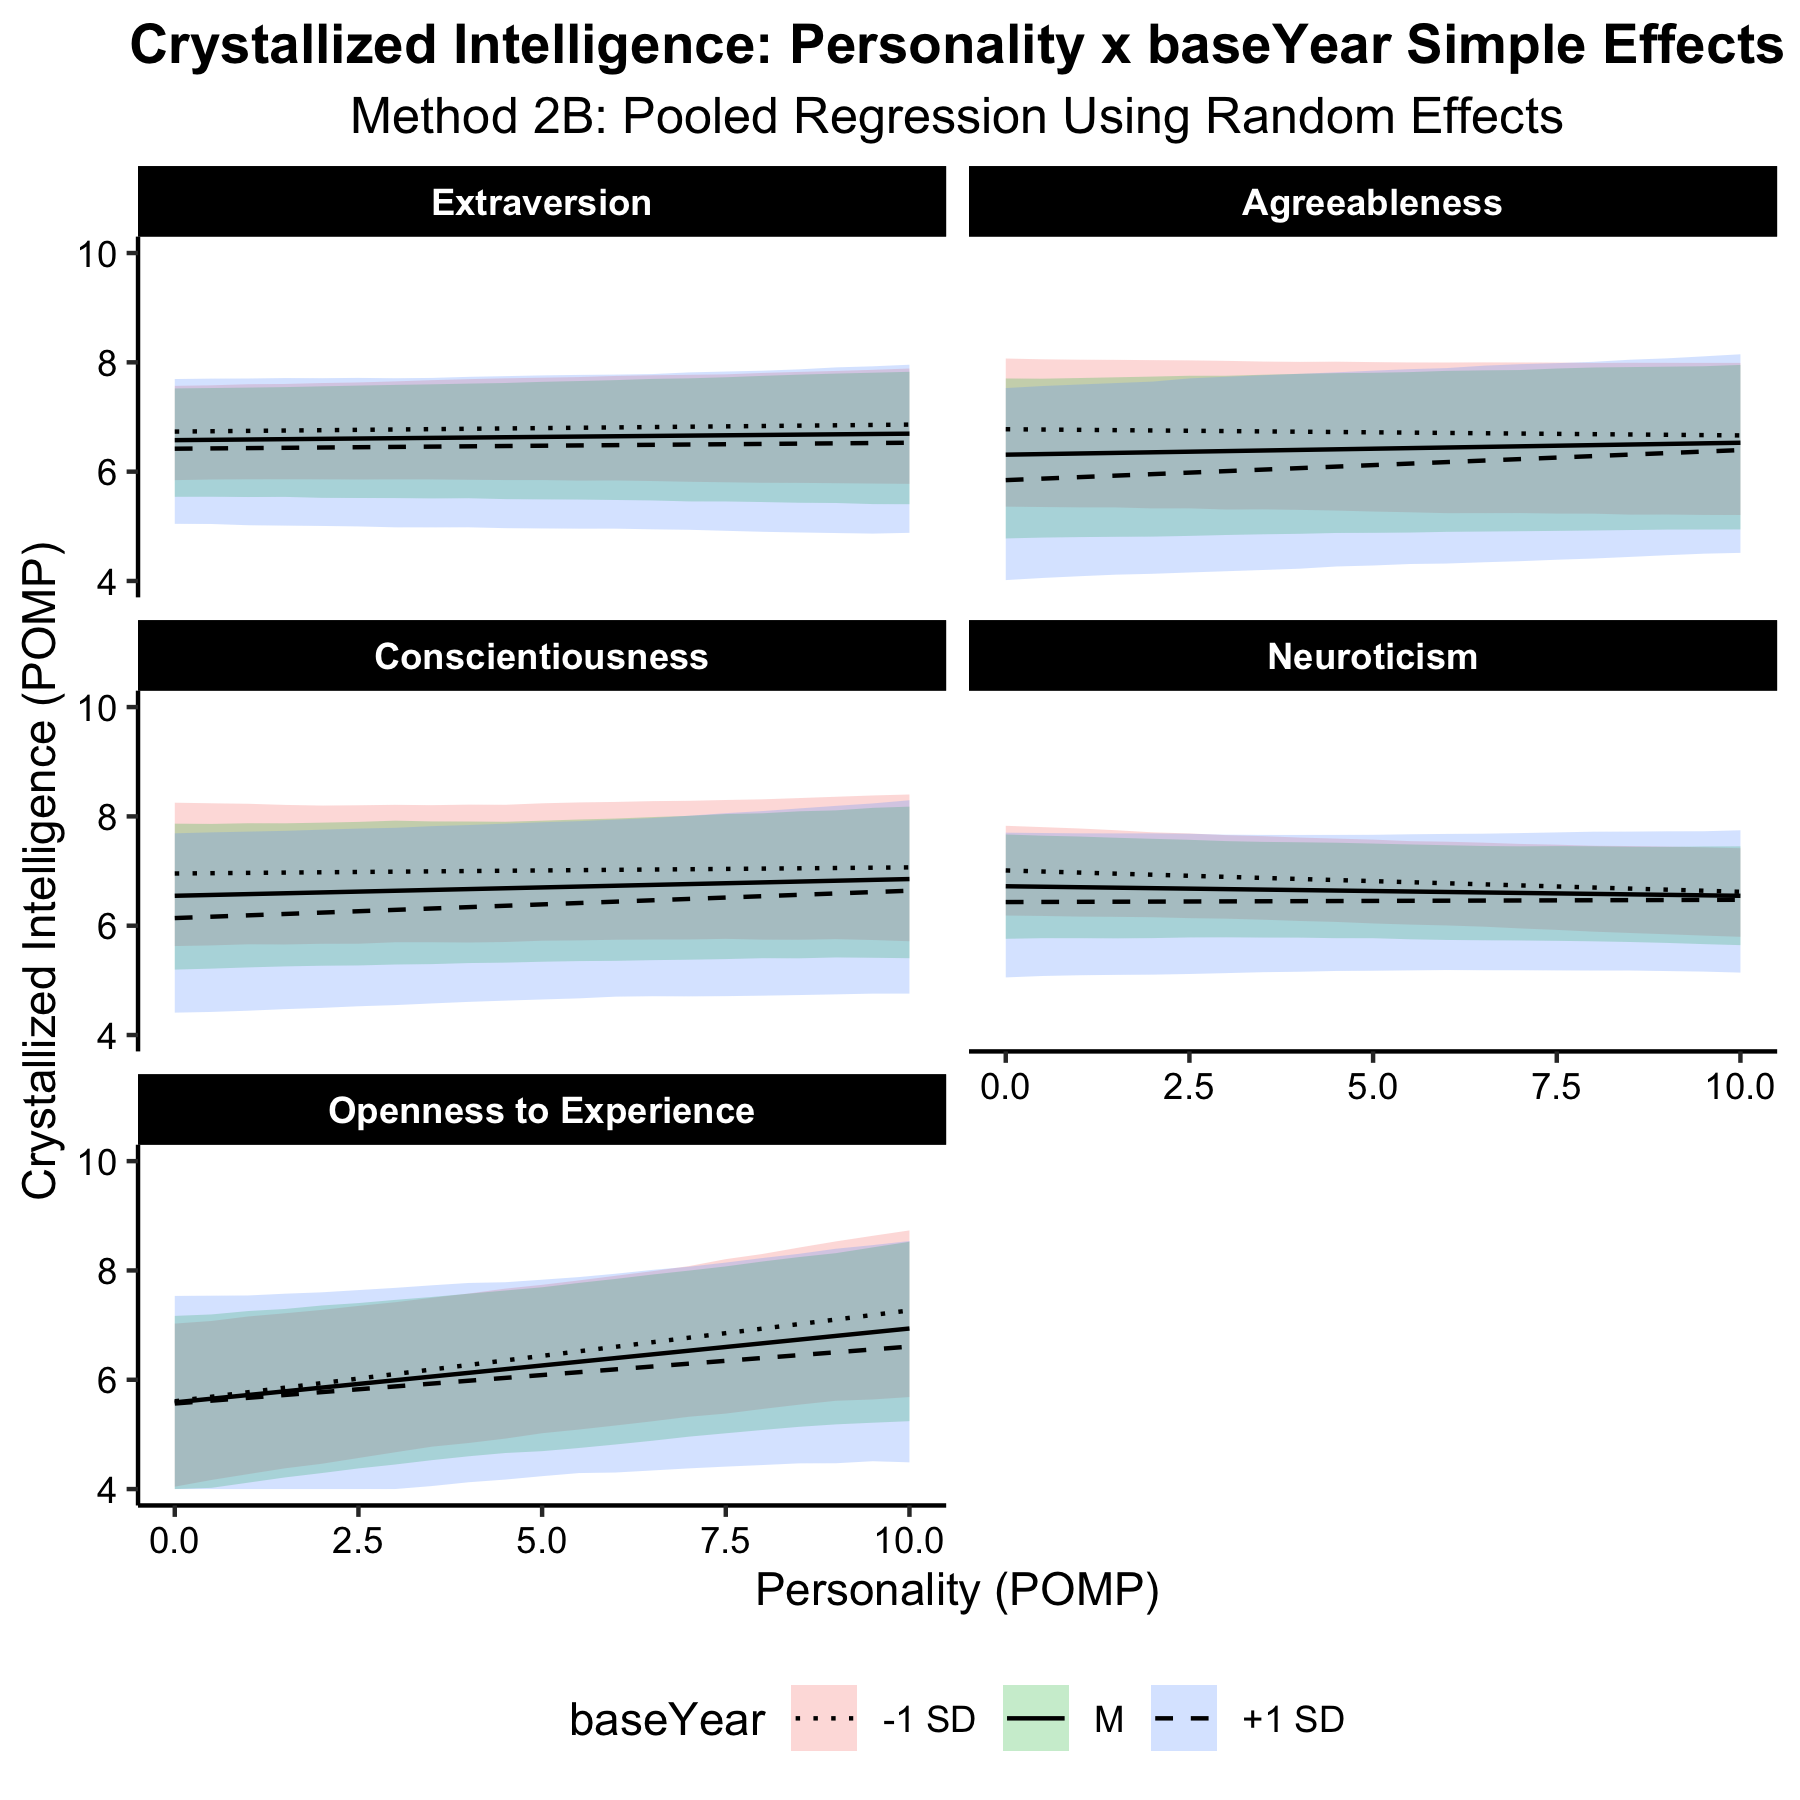 Crystallized Intelligence: Personality x baseYear Simple Effects
Method 2B: Pooled Regression Using Random Effects
Extraversion
Agreeableness
10
8
6
4
Conscientiousness
Neuroticism
10
8
6
4
0.0 2.5 5.0 7.5 10.0
Openness to Experience
10
8
6
4
0.0 2.5 5.0 7.5 10.0
Crystallized Intelligence (POMP)
Personality (POMP)
baseYear -1 SD M +1 SD